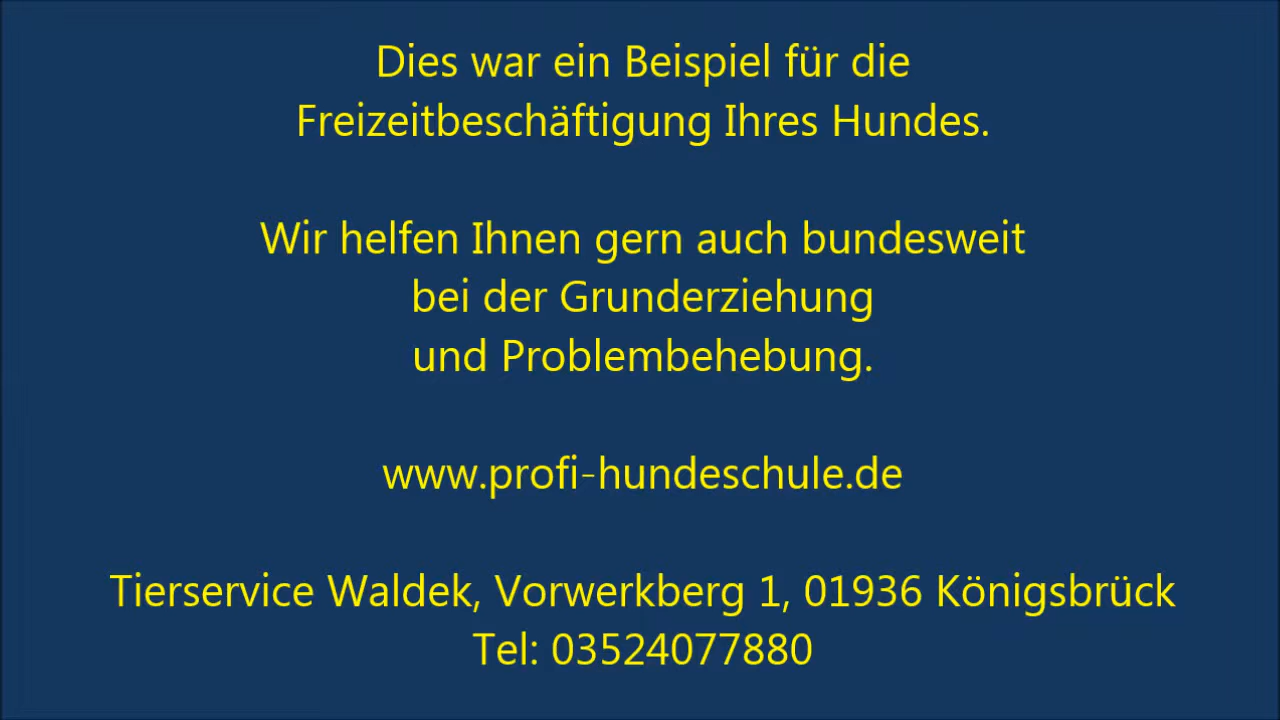 Dies war ein Beispiel für die
Freizeitbeschäftigung Ihres Hundes.
Wir helfen Ihnen gern auch bundesweit
bei der Grunderziehung
und Problembehebung.
www.profi-hundeschule.de
Tierservice Waldek, Vorwerkberg 1, 01936 Königsbrück
Tel: 03524077880